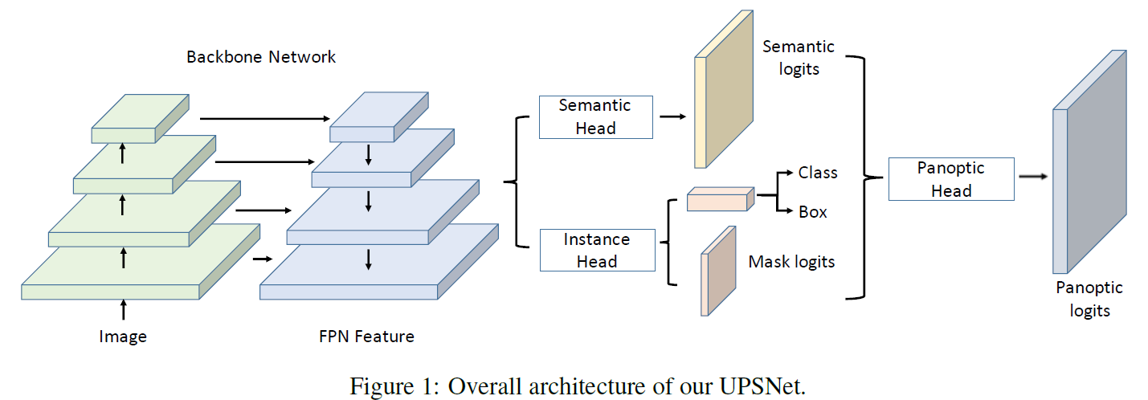 Backbone Network
Image
FPN Feature
Semantic
Head
Instance
Head
Semantic
logits
Class
Box
Mask logits
Panoptic
Head
Panoptic
logits
Figure 1: Overall architecture of our UPSNet.